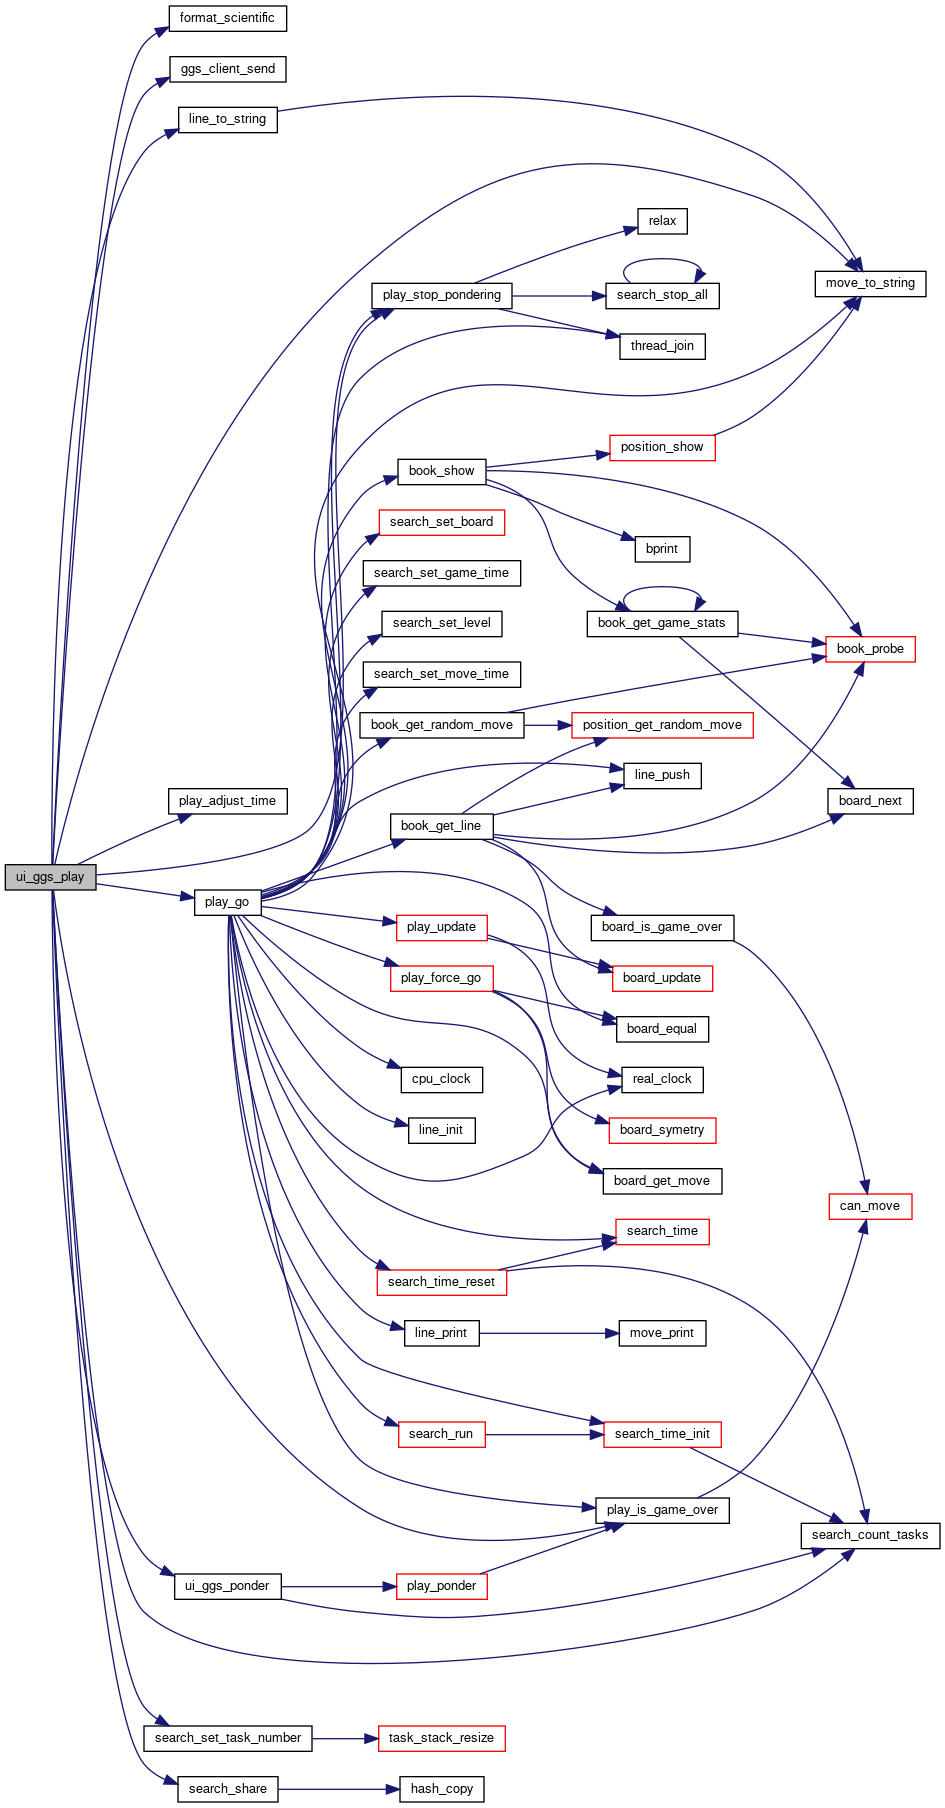 format_scientific
ggs_client_send
line_to_string
relax
move_to_string
play_stop_pondering
search_stop_all
thread_join
position_show
book_show
search_set_board
bprint
search_set_game_time
search_set_level
book_get_game_stats
book_probe
search_set_move_time
book_get_random_move
position_get_random_move
line_push
play_adjust_time
board_next
book_get_line
ui_ggs_play
play_go
play_update
board_is_game_over
play_force_go
board_update
board_equal
cpu_clock
real_clock
line_init
board_symetry
board_get_move
can_move
search_time
search_time_reset
line_print
move_print
search_run
search_time_init
play_is_game_over
search_count_tasks
ui_ggs_ponder
play_ponder
search_set_task_number
task_stack_resize
search_share
hash_copy